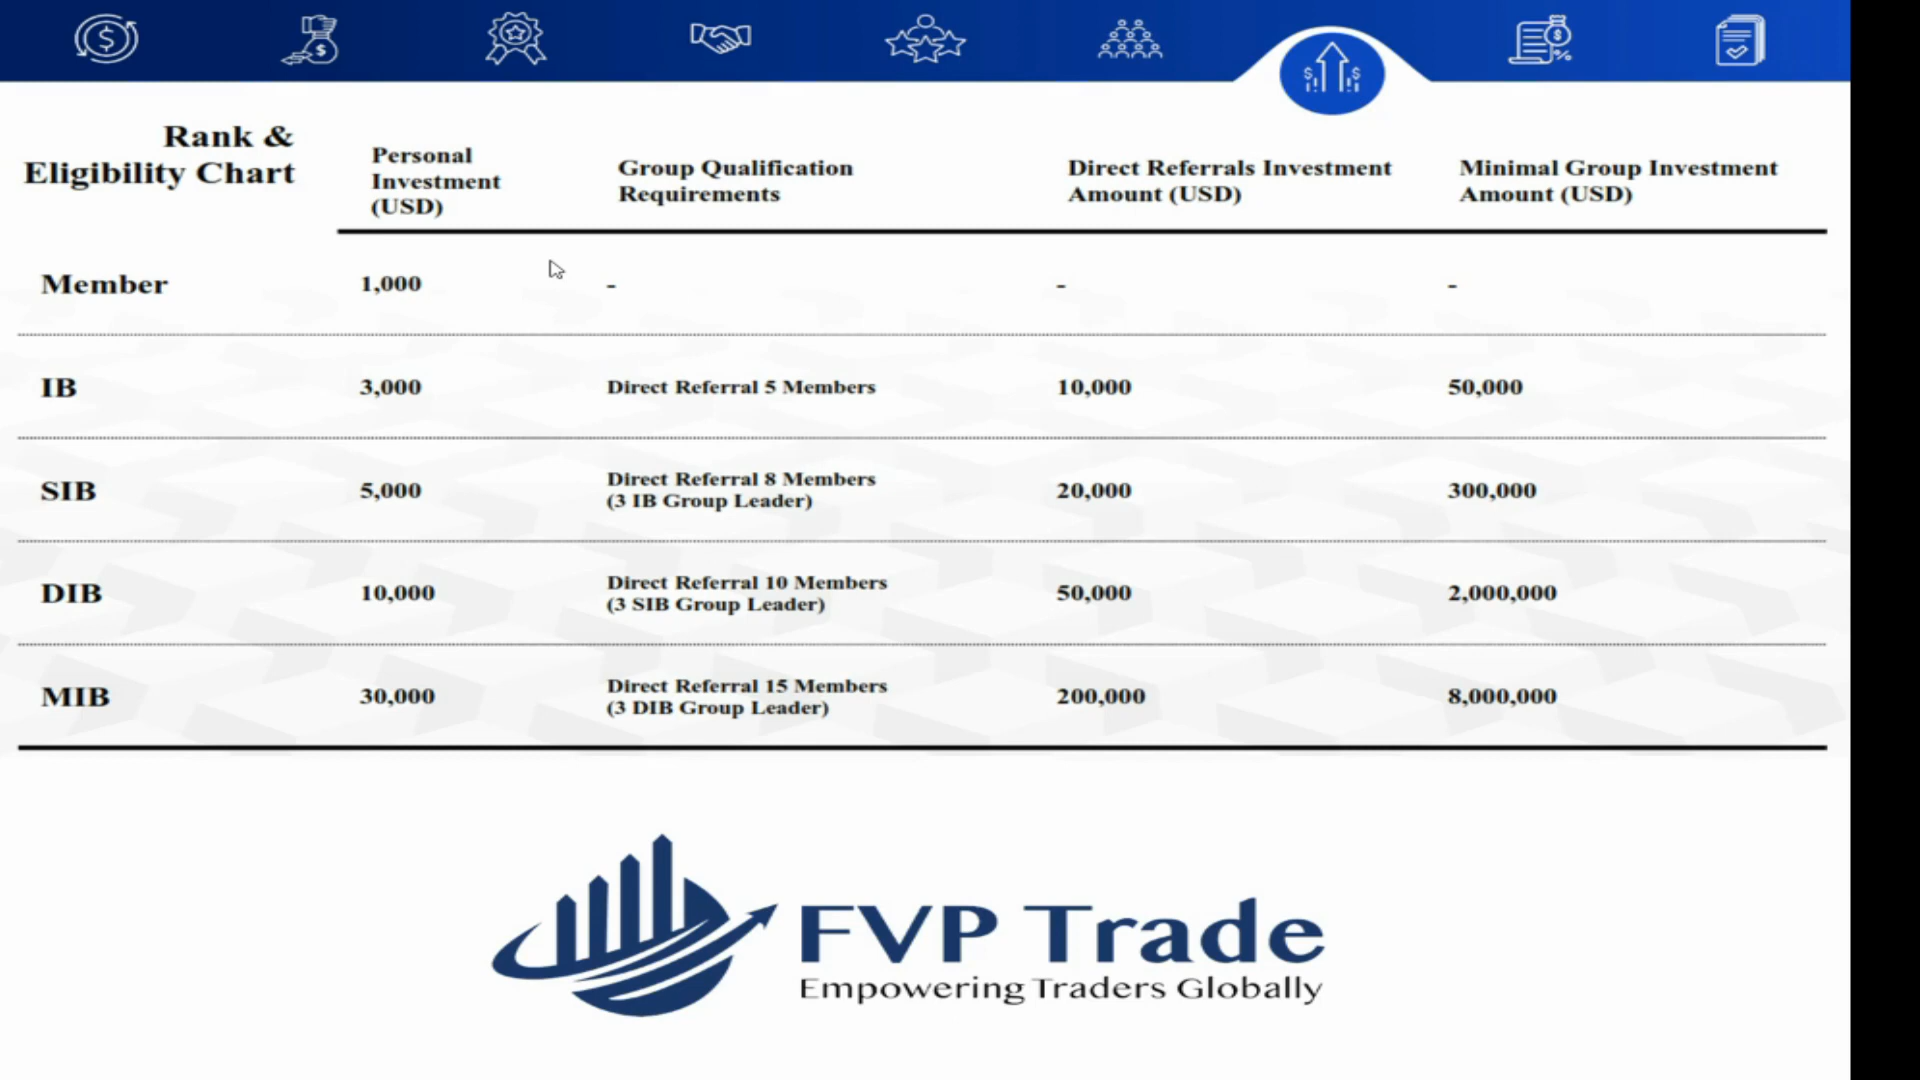 Rank &
Eligibility Chart
Personal
Investment
(USD)
Group Qualification
Requirements
Direct Referrals Investment
Amount (USD)
Minimal Group Investment
Amount (USD)
Member 1,000 - - -
IB 3,000 Direct Referral 5 Members 10,000 50,000
SIB 5,000 Direct Referral 8 Members
(3 IB Group Leader) 20,000 300,000
DIB 10,000 Direct Referral 10 Members
(3 SIB Group Leader) 50,000 2,000,000
MIB 30,000 Direct Referral 15 Members
(3 DIB Group Leader) 200,000 8,000,000
FVP Trade
Empowering Traders Globally